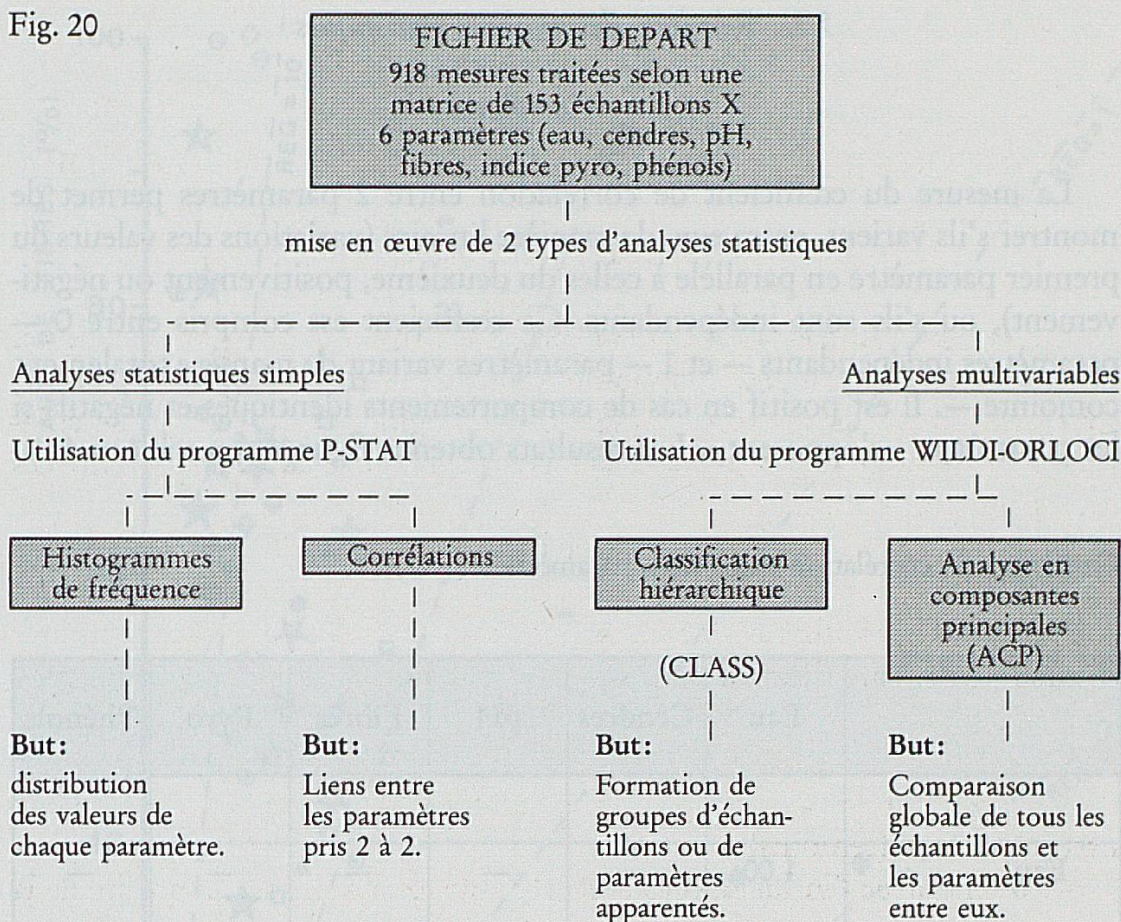 Fig. 20
FICHIER DE DEPART
918 mesures traitées selon une
matrice de 153 échantillons X
6 paramètres (eau, cendres, pH,
fibres, indice pyro, phénols)
mise en œuvre de 2 types d'analyses statistiques
Analyses statistiques simples
Utilisation du programme P-STAT
Histogrammes
de fréquence
But:
distribution
des valeurs de
chaque paramètre.
Corrélations
But:
Liens entre
les paramètres
pris 2 à 2.
Analyses multivariables
Utilisation du programme WILDI-ORLOCI
Classification
hiérarchique
(CLASS)
But:
Formation de
groupes d'échan-
tillons ou de
paramètres
apparentés.
Analyse en
composantes
principales
(ACP)
But:
Comparaison
globale de tous les
échantillons et
les paramètres
entre eux.